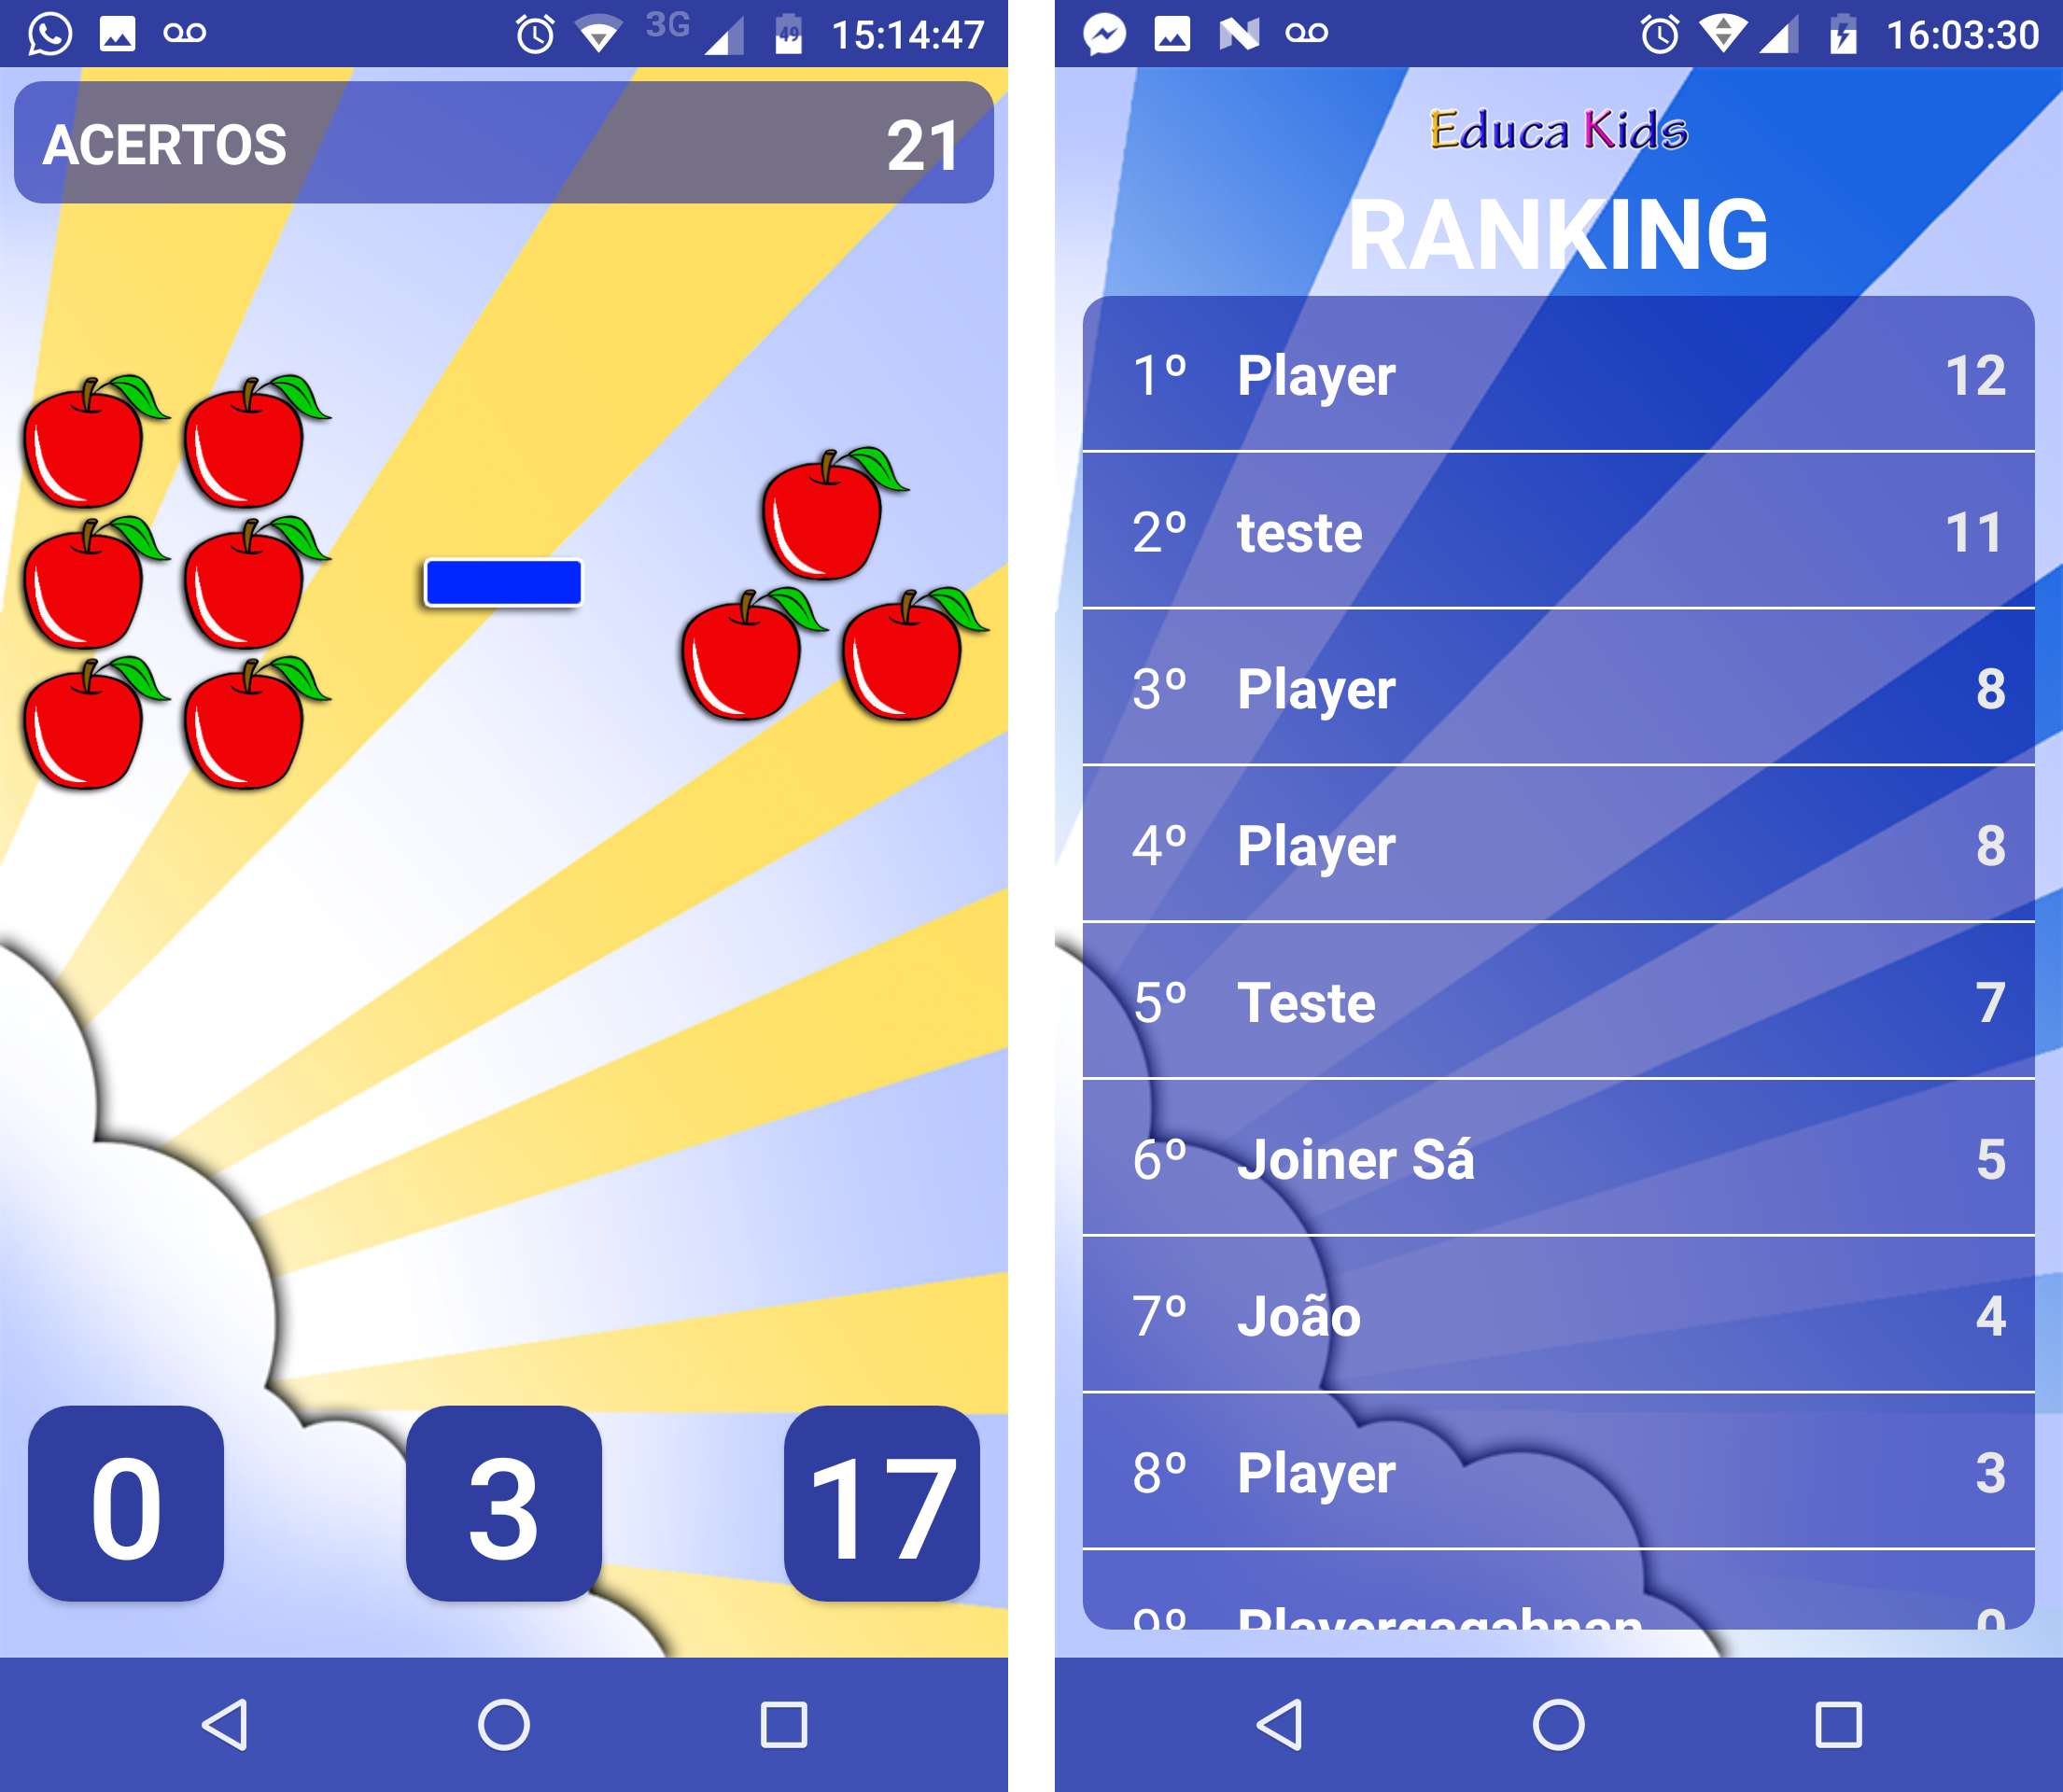 3G 49 15:14:47
ACERTOS 21
0 3 17
16:03:30
Educa Kids
RANKING
1º Player 12
2º teste 11
3º Player 8
4º Player 8
5º Teste 7
6º Joiner Sá 5
7º João 4
8º Player 3
9º 0